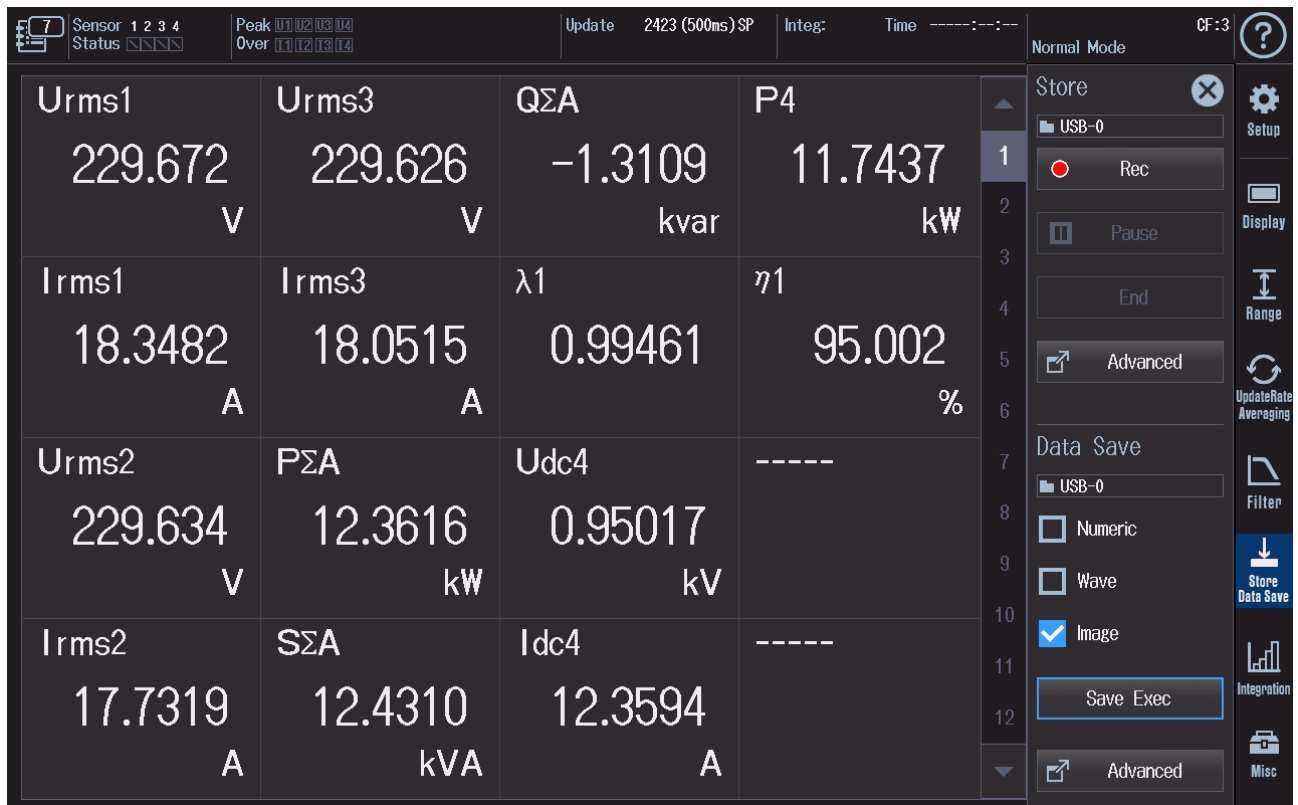 7 Sensor 1 2 3 4 Peak U1 U2 U3 U4 Update 2423 (500ms) SP Integ: Time -----:--:-- CF:3 ?
Status Over I1 I2 I3 I4 Normal Mode
Urms1 Urms3 QΣA P4
229.672 229.626 -1.3109 11.7437
V V kvar kW
Irms1 Irms3 λ1 η1
18.3482 18.0515 0.99461 95.002
A A %
Urms2 PΣA Udc4 -----
229.634 12.3616 0.95017
V kW kV
Irms2 SΣA Idc4 -----
17.7319 12.4310 12.3594
A kVA A
1
2
3
4
5
6
7
8
9
10
11
12
Store
USB-0
Rec
Pause
End
Advanced
Data Save
USB-0
Numeric
Wave
Image
Save Exec
Advanced
Setup
Display
Range
UpdateRate
Averaging
Filter
Store
Data Save
Integration
Misc